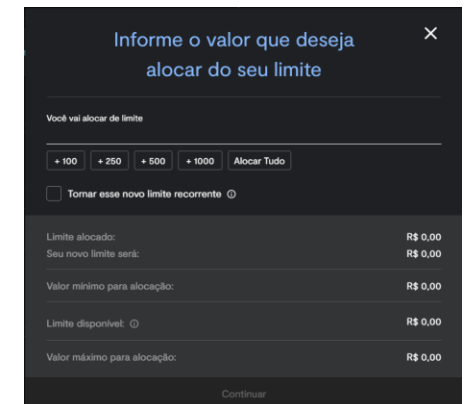 Informe o valor que deseja
alocar do seu limite
Você vai alocar de limite
+ 100 + 250 + 500 + 1000 Alocar Tudo
Tornar esse novo limite recorrente
Limite alocado: R$ 0,00
Seu novo limite será: R$ 0,00
Valor mínimo para alocação: R$ 0,00
Limite disponível: R$ 0,00
Valor máximo para alocação: R$ 0,00
Continuar